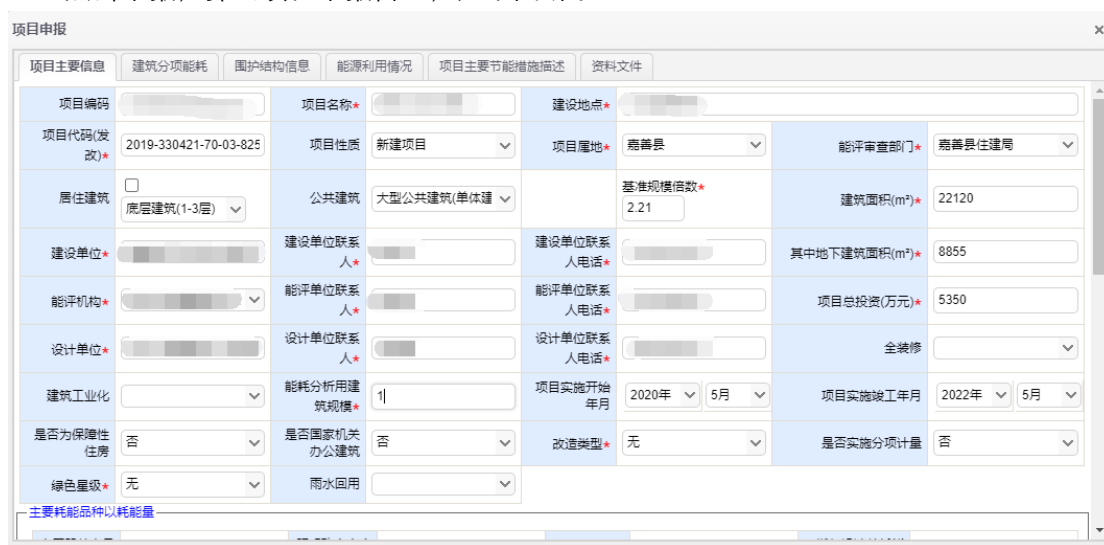 项目申报 ×
项目主要信息 建筑分项能耗 围护结构信息 能源利用情况 项目主要节能措施描述 资料文件
项目编码 项目名称* 建设地点*
项目代码(发改)* 2019-330421-70-03-825 项目性质 新建项目 项目属地* 嘉善县 能评审查部门* 嘉善县住建局
居住建筑 底层建筑(1-3层) 公共建筑 大型公共建筑(单体建 基准规模倍数* 2.21 建筑面积(m²)* 22120
建设单位* 建设单位联系人* 建设单位联系人电话* 其中地下建筑面积(m²)* 8855
能评机构* 能评单位联系人* 能评单位联系人电话* 项目总投资(万元)* 5350
设计单位* 设计单位联系人* 设计单位联系人电话* 全装修
建筑工业化 能耗分析用建筑规模* 1 项目实施开始年月 2020年 5月 项目实施竣工年月 2022年 5月
是否为保障性住房 否 是否国家机关办公建筑 否 改造类型* 无 是否实施分项计量 否
绿色星级* 无 雨水回用
主要耗能品种以耗能量